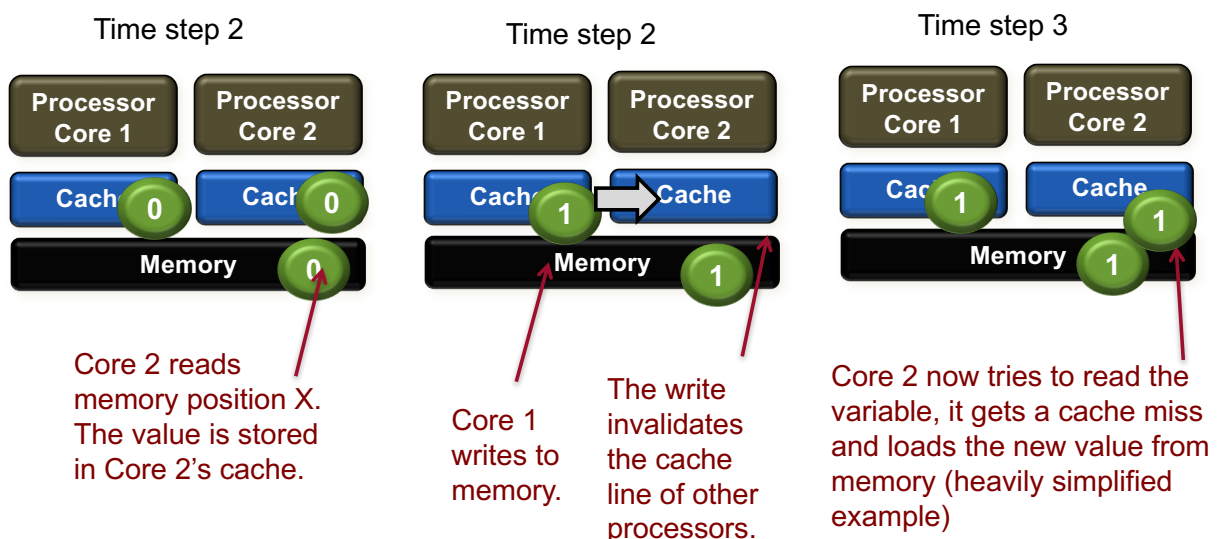 Time step 2
Processor
Core 1
Processor
Core 2
Cach
0
Cach
0
Memory
0
Core 2 reads
memory position X.
The value is stored
in Core 2’s cache.
Time step 2
Processor
Core 1
Processor
Core 2
Cache
1
Cache
Memory
1
Core 1
writes to
memory.
The write
invalidates
the cache
line of other
processors.
Time step 3
Processor
Core 1
Processor
Core 2
Cac
1
Cache
1
Memory
1
Core 2 now tries to read the
variable, it gets a cache miss
and loads the new value from
memory (heavily simplified
example)